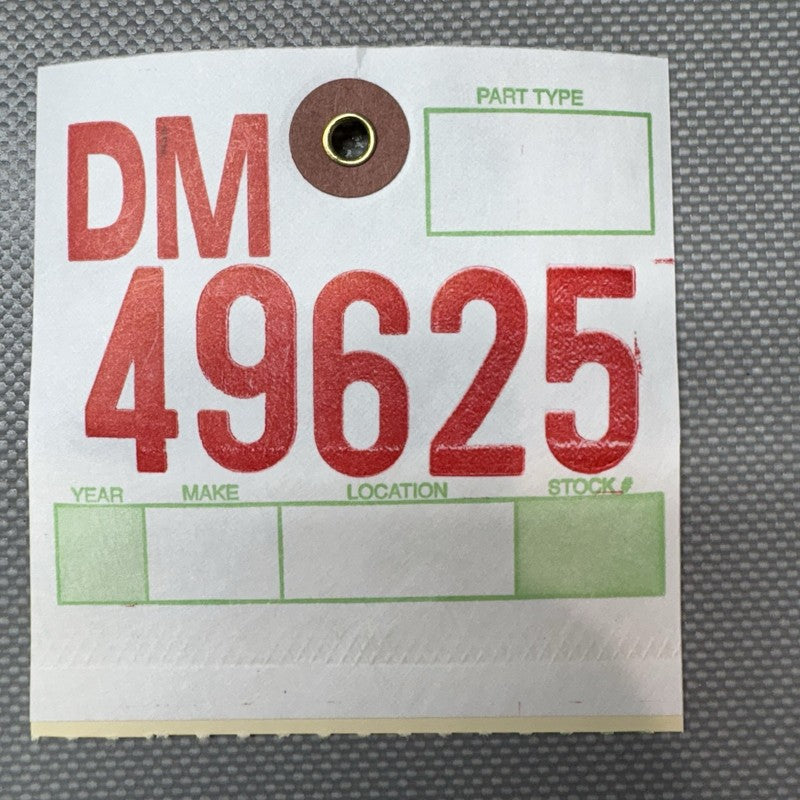 PART TYPE
DM
49625
YEAR MAKE LOCATION STOCK #